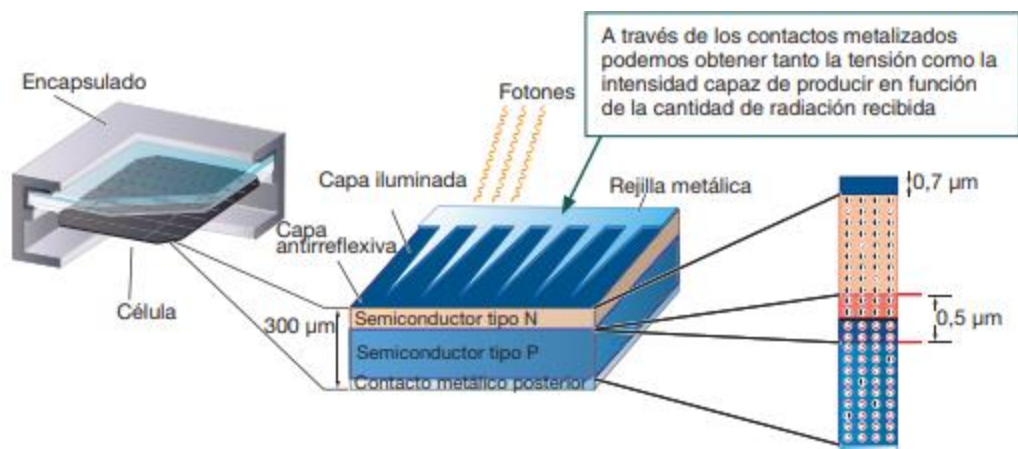 A través de los contactos metalizados
podemos obtener tanto la tensión como la
intensidad capaz de producir en función
de la cantidad de radiación recibida
Encapsulado
Fotones
Capa iluminada
Rejilla metálica
0,7 µm
Capa
antirreflexiva
Célula
300 µm
Semiconductor tipo N
0,5 µm
Semiconductor tipo P
Contacto metálico posterior